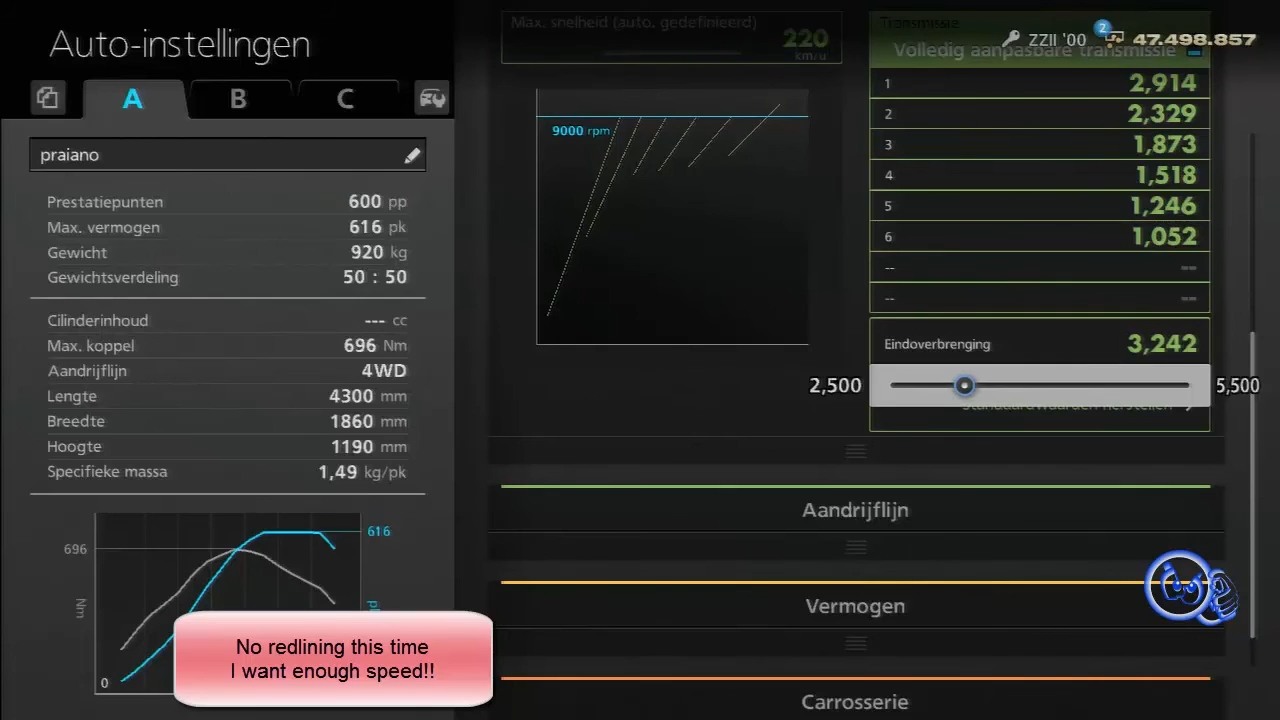 Auto-instellingen
A
B
C
praiano
Prestatiepunten 600 pp
Max. vermogen 616 pk
Gewicht 920 kg
Gewichtsverdeling 50 : 50
Cilinderinhoud --- cc
Max. koppel 696 Nm
Aandrijflijn 4WD
Lengte 4300 mm
Breedte 1860 mm
Hoogte 1190 mm
Specifieke massa 1,49 kg/pk
616
696
Nm
0
No redlining this time
I want enough speed!!
Max. snelheid (auto. gedefinieerd) 220 km/u
9000 rpm
ZZII '00 2 47.498.857
Transmissie
Volledig aanpasbare transmissie
1 2,914
2 2,329
3 1,873
4 1,518
5 1,246
6 1,052
-- --
-- --
Eindoverbrenging 3,242
2,500 5,500
Standaardwaarden herstellen
Aandrijflijn
Vermogen
Carrosserie